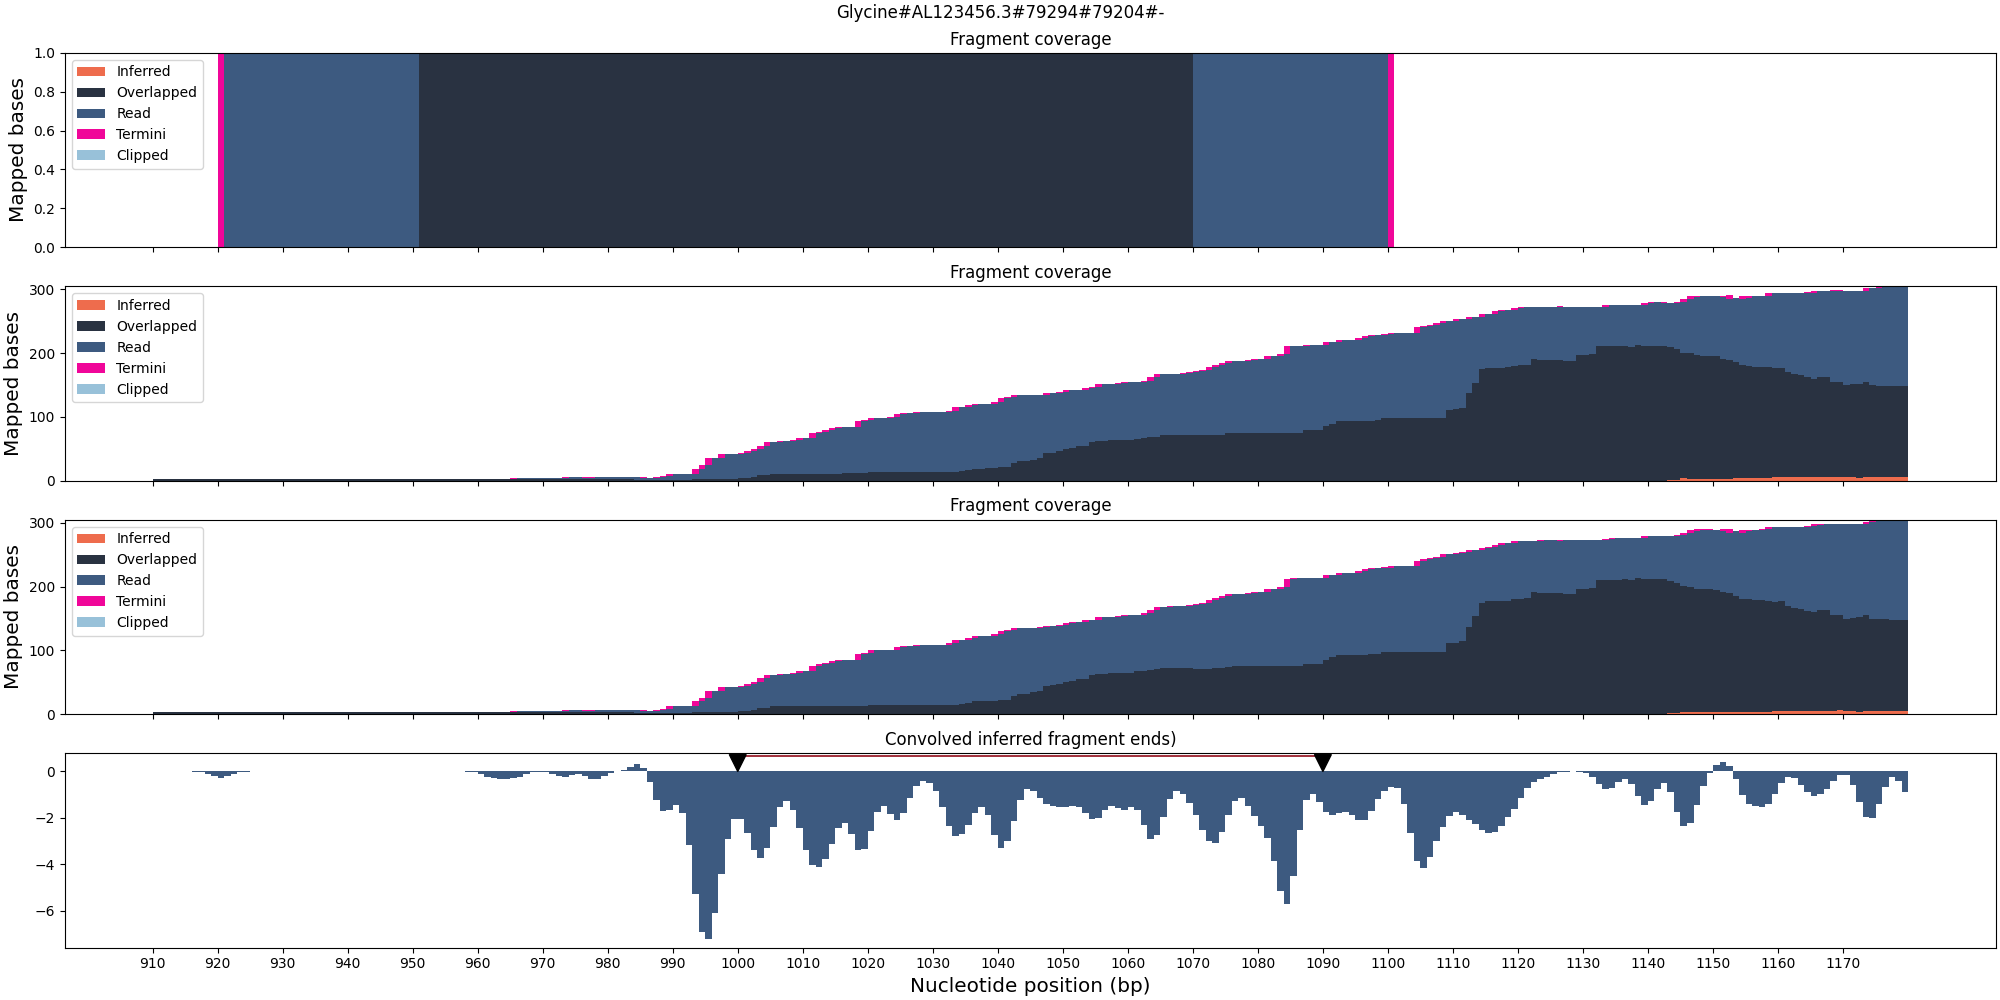 Glycine#AL123456.3#79294#79204#-
Fragment coverage
Mapped bases
1.0
0.8
0.6
0.4
0.2
0.0
Inferred
Overlapped
Read
Termini
Clipped
Fragment coverage
Mapped bases
300
200
100
0
Inferred
Overlapped
Read
Termini
Clipped
Fragment coverage
Mapped bases
300
200
100
0
Inferred
Overlapped
Read
Termini
Clipped
Convolved inferred fragment ends)
0
−2
−4
−6
910 920 930 940 950 960 970 980 990 1000 1010 1020 1030 1040 1050 1060 1070 1080 1090 1100 1110 1120 1130 1140 1150 1160 1170
Nucleotide position (bp)